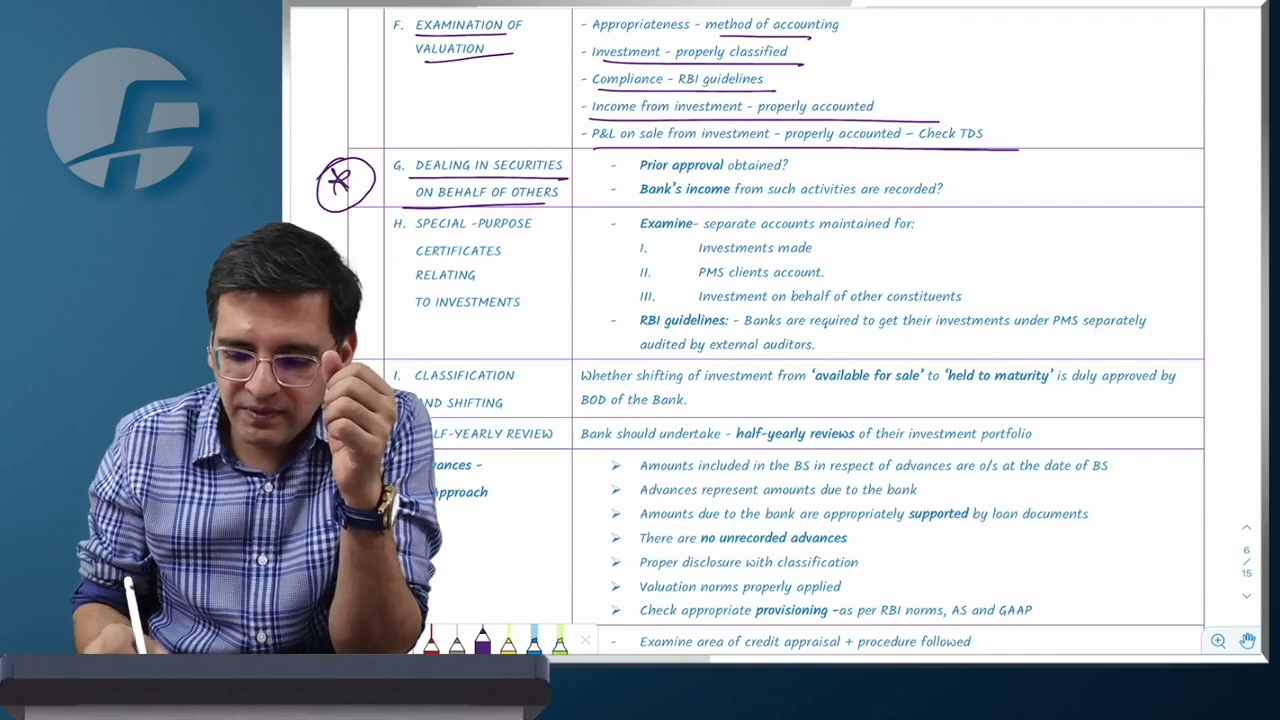 F. EXAMINATION OF
VALUATION
- Appropriateness - method of accounting
- Investment - properly classified
- Compliance - RBI guidelines
- Income from investment - properly accounted
- P&L on sale from investment - properly accounted – Check TDS
G. DEALING IN SECURITIES
ON BEHALF OF OTHERS
- Prior approval obtained?
- Bank's income from such activities are recorded?
H. SPECIAL -PURPOSE
CERTIFICATES
RELATING
TO INVESTMENTS
- Examine- separate accounts maintained for:
I. Investments made
II. PMS clients account.
III. Investment on behalf of other constituents
- RBI guidelines: - Banks are required to get their investments under PMS separately
audited by external auditors.
I. CLASSIFICATION
AND SHIFTING
Whether shifting of investment from ‘available for sale’ to ‘held to maturity’ is duly approved by
BOD of the Bank.
LF-YEARLY REVIEW
Bank should undertake - half-yearly reviews of their investment portfolio
vances -
Approach
➢ Amounts included in the BS in respect of advances are o/s at the date of BS
➢ Advances represent amounts due to the bank
➢ Amounts due to the bank are appropriately supported by loan documents
➢ There are no unrecorded advances
➢ Proper disclosure with classification
➢ Valuation norms properly applied
➢ Check appropriate provisioning –as per RBI norms, AS and GAAP
- Examine area of credit appraisal + procedure followed
6
/
15